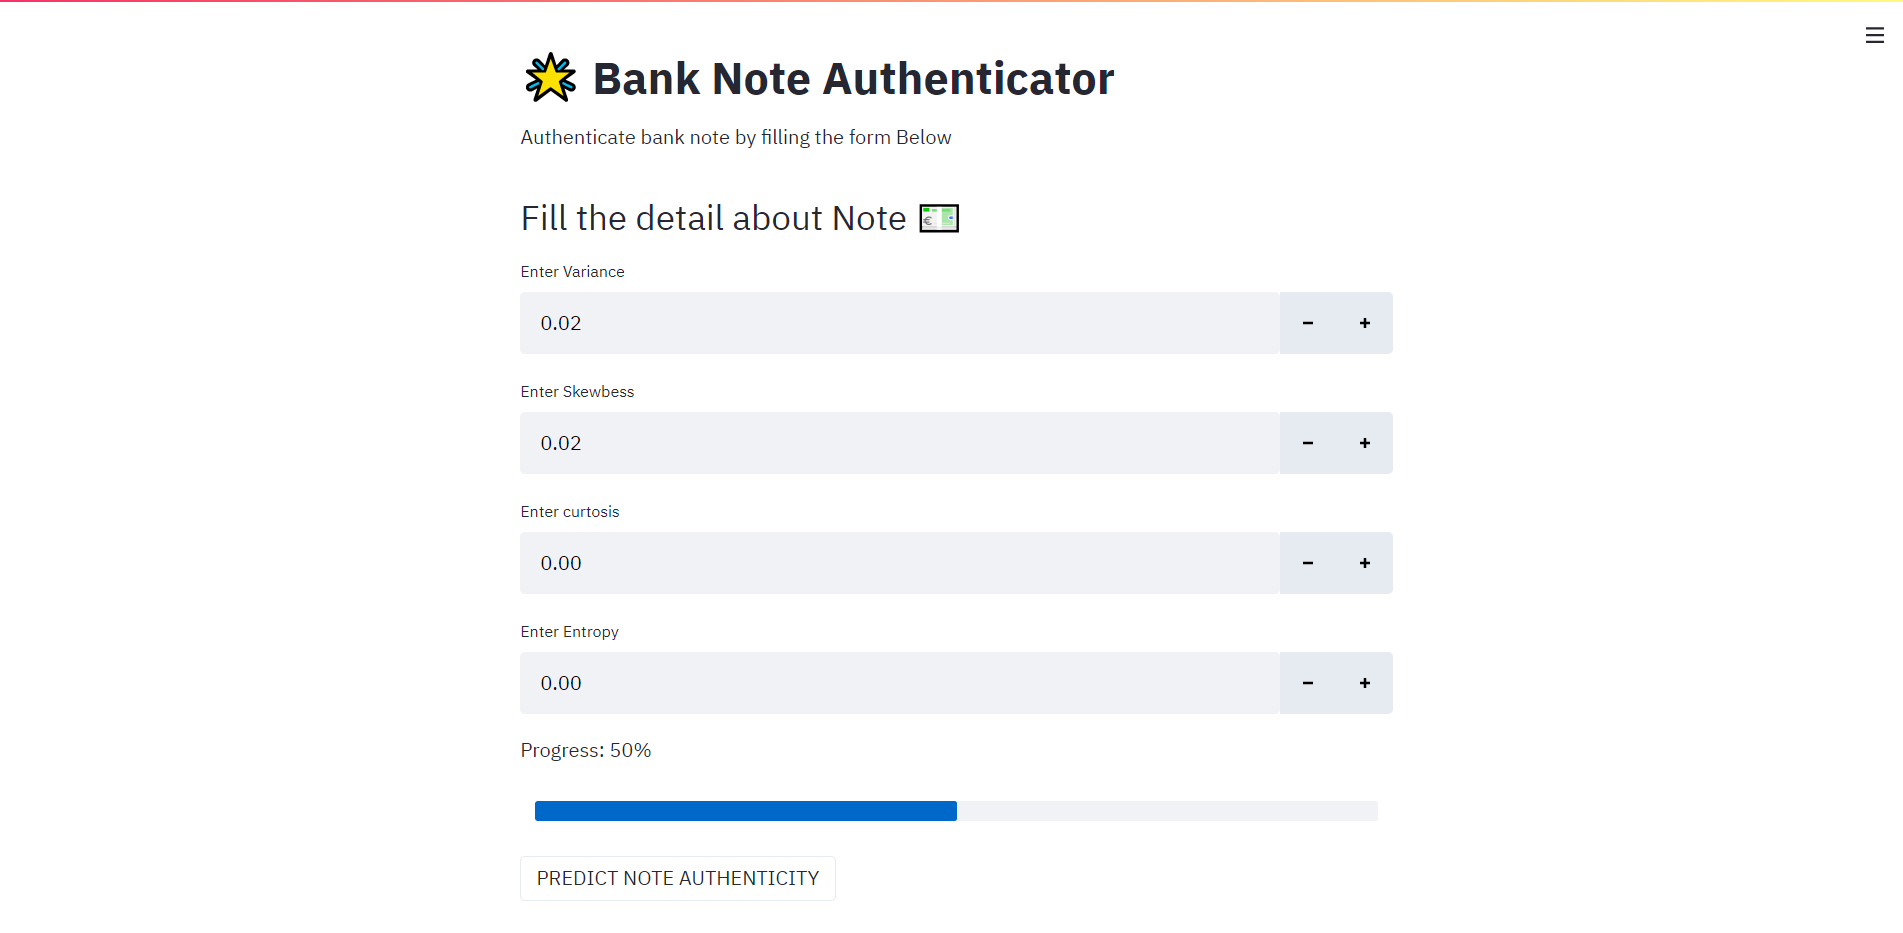 Bank Note Authenticator
Authenticate bank note by filling the form Below
Fill the detail about Note
Enter Variance
0.02
Enter Skewbess
0.02
Enter curtosis
0.00
Enter Entropy
0.00
Progress: 50%
PREDICT NOTE AUTHENTICITY